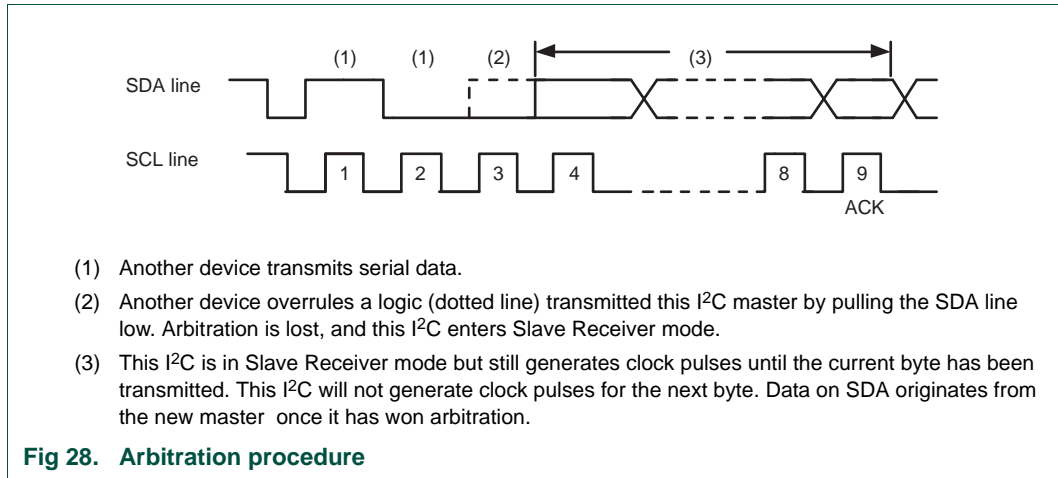 (1) (1) (2) (3)
SDA line
SCL line
1 2 3 4 8 9
ACK
(1) Another device transmits serial data.
(2) Another device overrules a logic (dotted line) transmitted this I2C master by pulling the SDA line
low. Arbitration is lost, and this I2C enters Slave Receiver mode.
(3) This I2C is in Slave Receiver mode but still generates clock pulses until the current byte has been
transmitted. This I2C will not generate clock pulses for the next byte. Data on SDA originates from
the new master once it has won arbitration.
Fig 28. Arbitration procedure